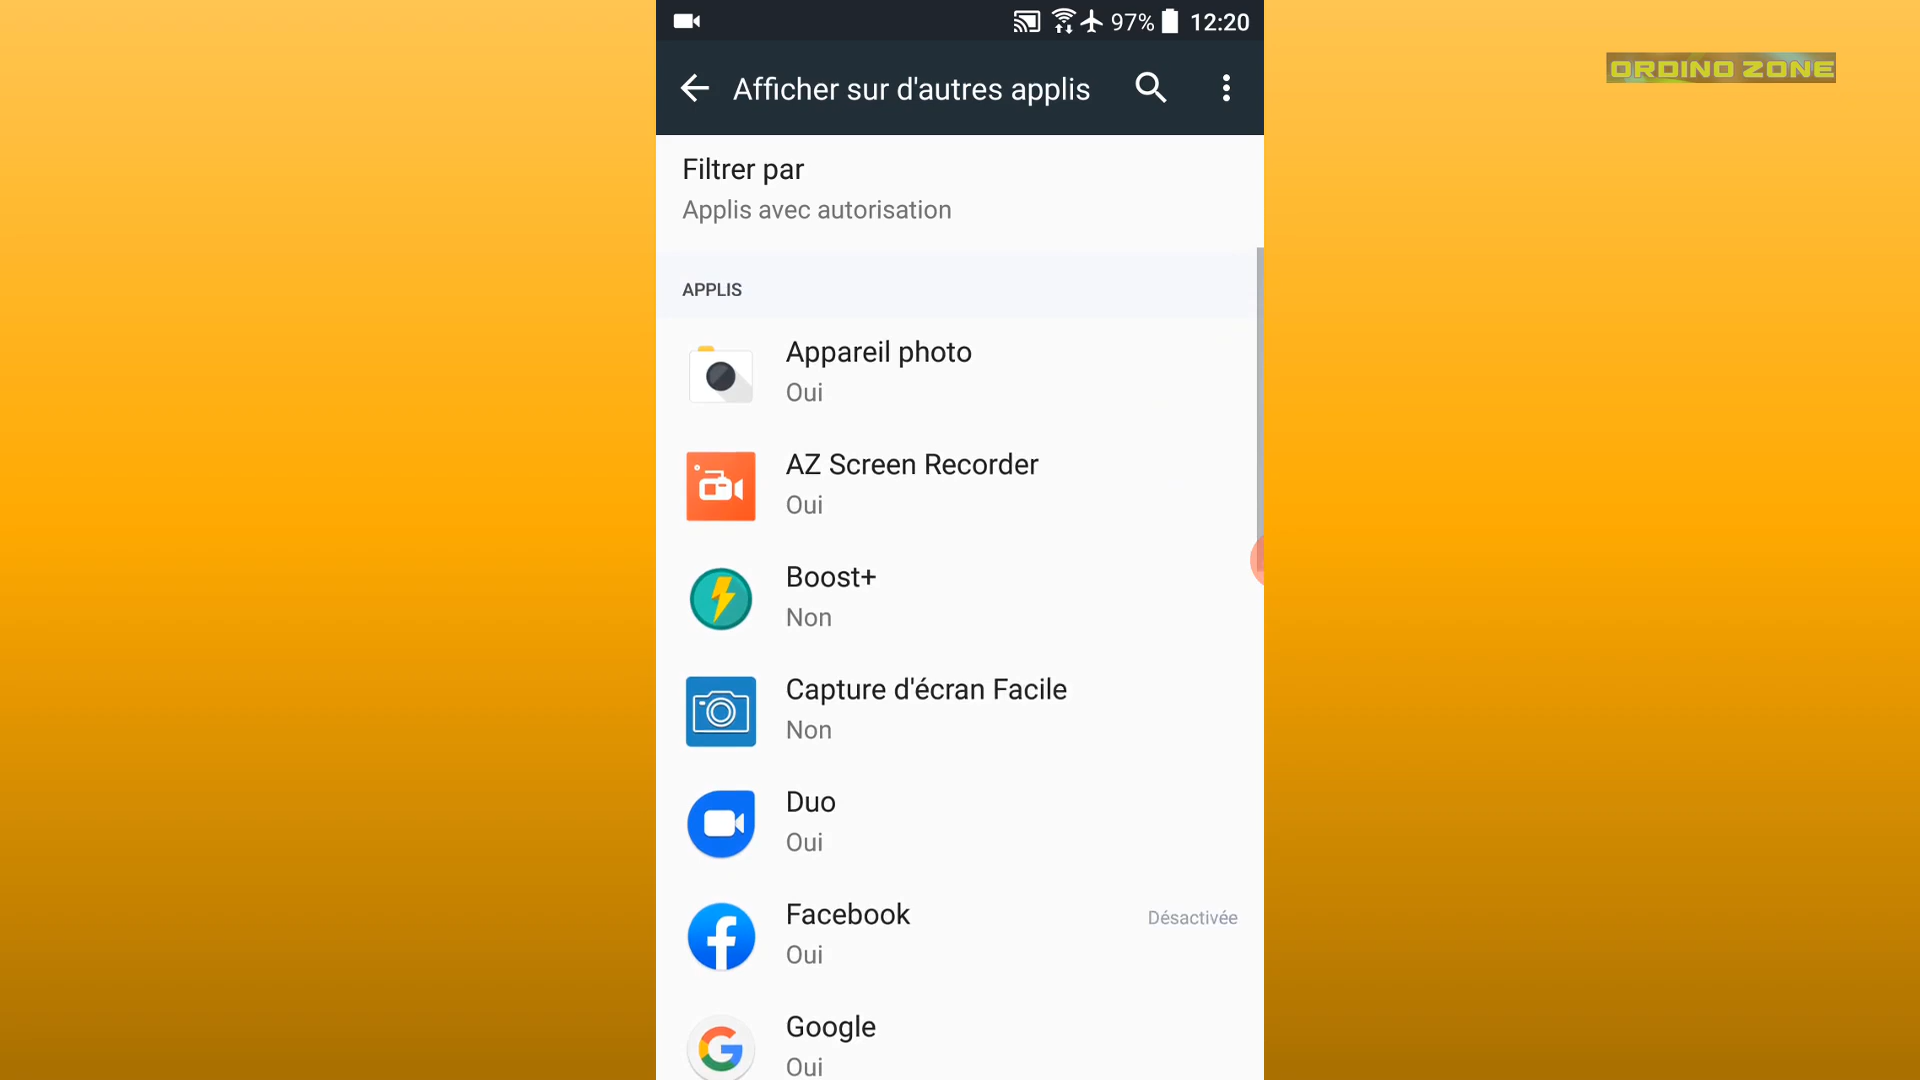 97% 12:20
ORDINO ZONE
Afficher sur d'autres applis
Filtrer par
Applis avec autorisation
APPLIS
Appareil photo
Oui
AZ Screen Recorder
Oui
Boost+
Non
Capture d'écran Facile
Non
Duo
Oui
Facebook
Désactivée
Oui
Google
Oui